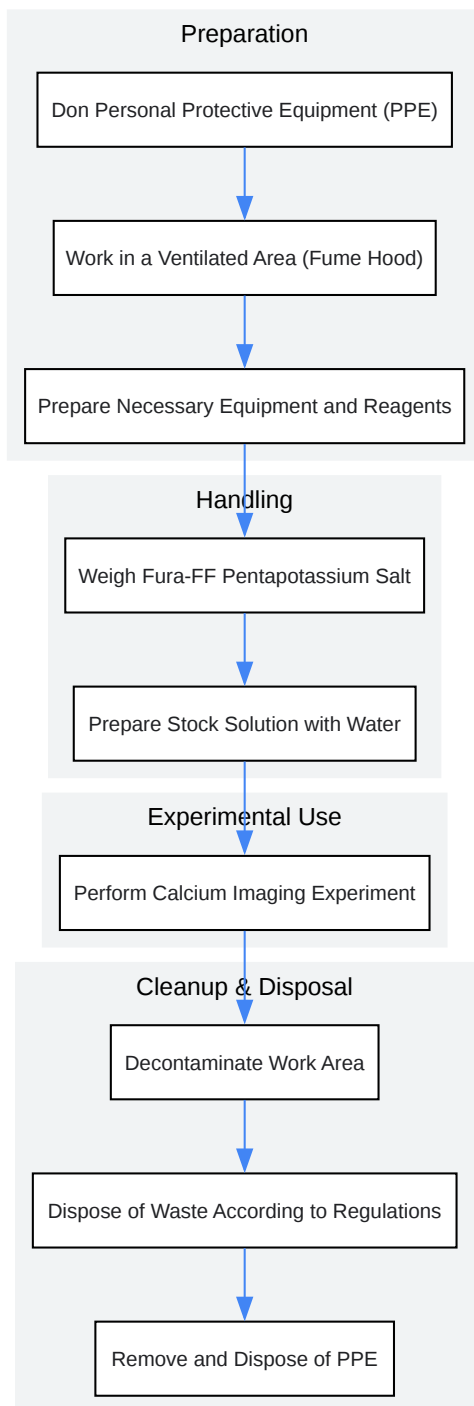 Preparation
Don Personal Protective Equipment (PPE)
Work in a Ventilated Area (Fume Hood)
Prepare Necessary Equipment and Reagents
Handling
Weigh Fura-FF Pentapotassium Salt
Prepare Stock Solution with Water
Experimental Use
Perform Calcium Imaging Experiment
Cleanup & Disposal
Decontaminate Work Area
Dispose of Waste According to Regulations
Remove and Dispose of PPE